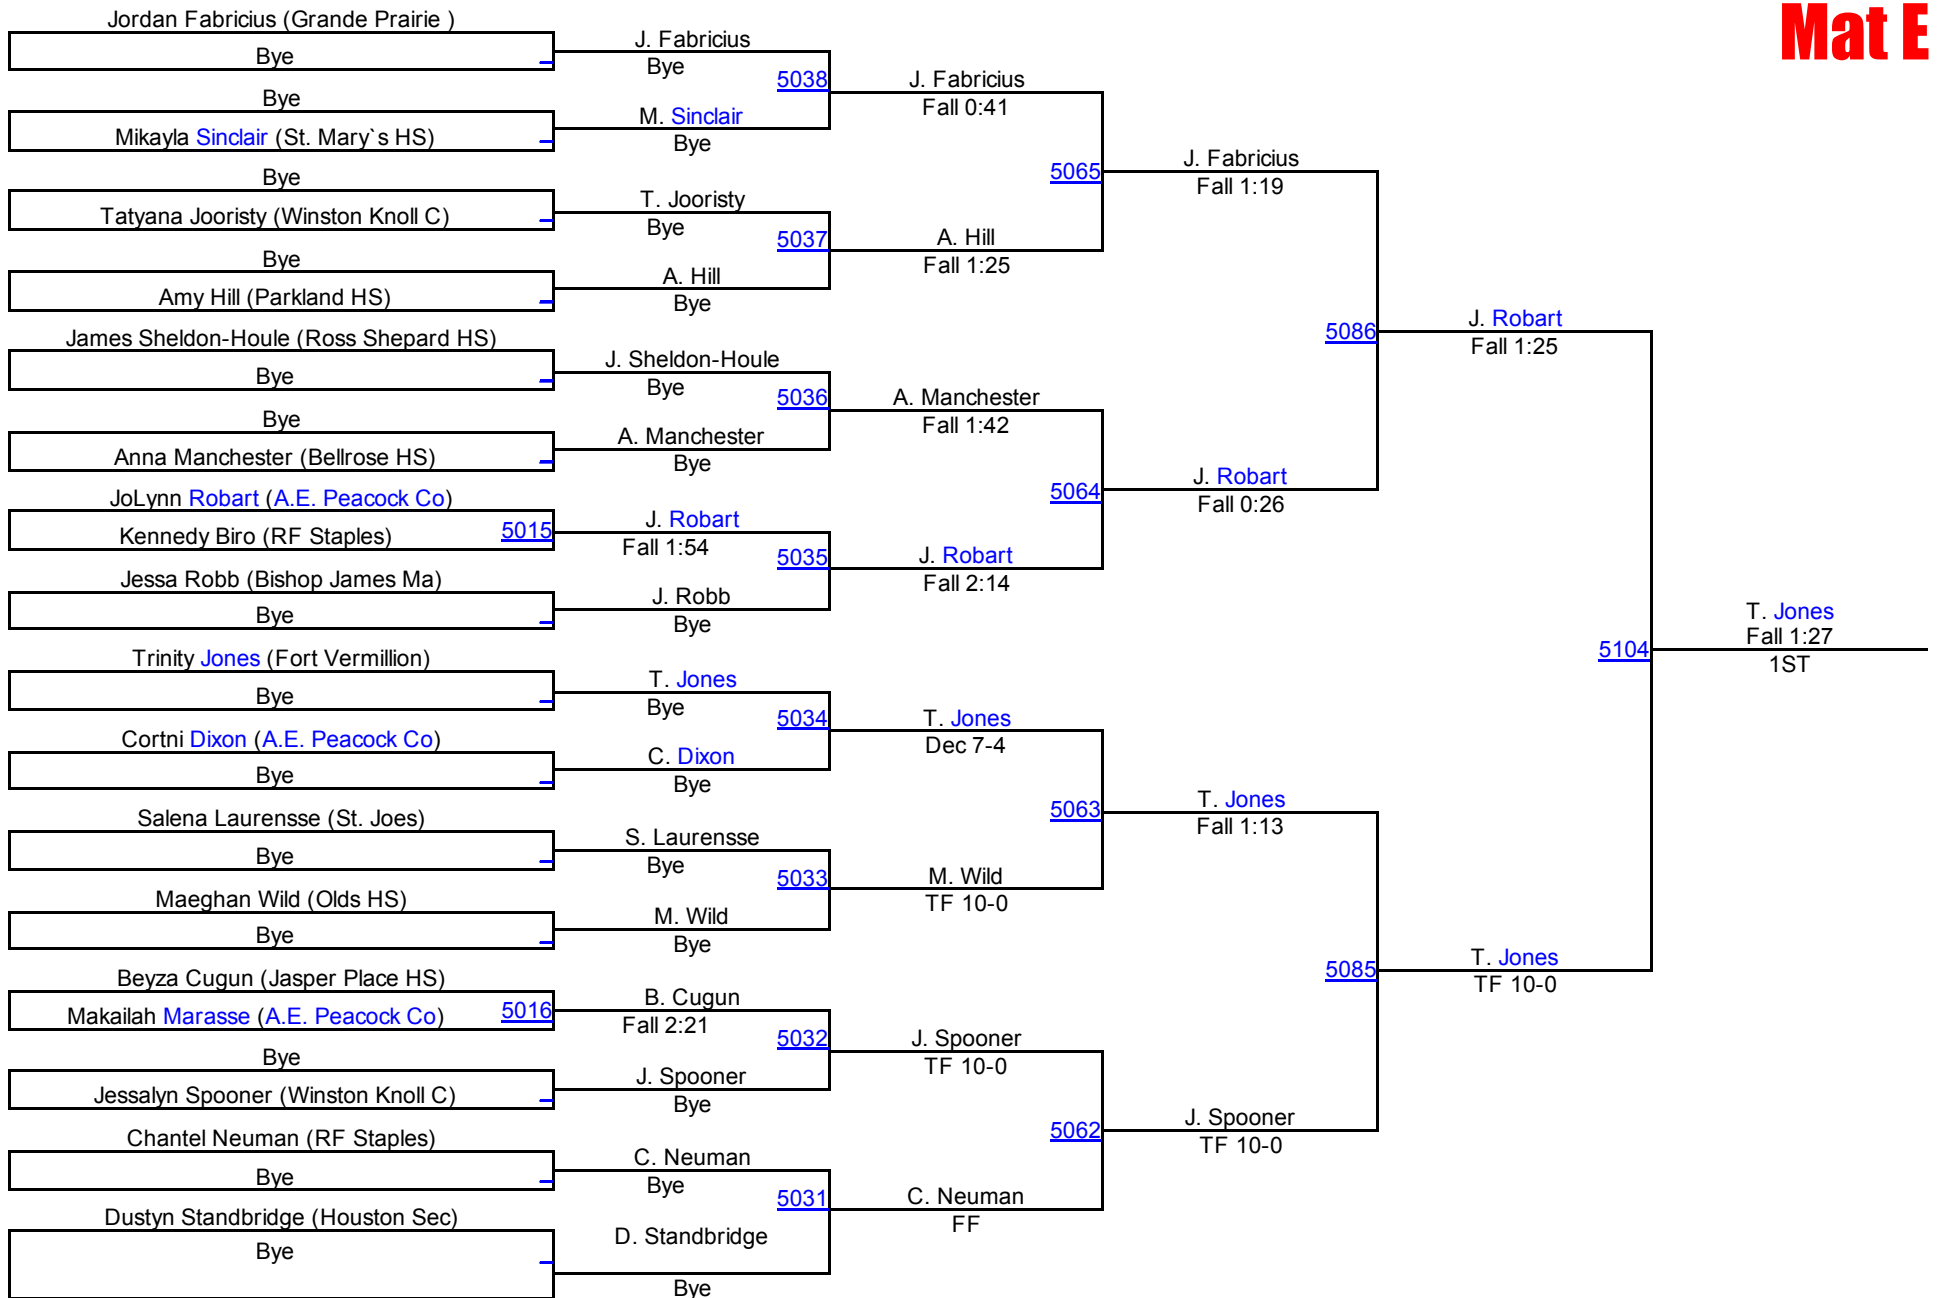 Mat E
Jordan Fabricius (Grande Prairie )
Bye
Bye
Mikayla Sinclair (St. Mary`s HS)
Bye
Tatyana Jooristy (Winston Knoll C)
Bye
Amy Hill (Parkland HS)
James Sheldon-Houle (Ross Shepard HS)
Bye
Bye
Anna Manchester (Bellrose HS)
JoLynn Robart (A.E. Peacock Co)
Kennedy Biro (RF Staples)
5015
Jessa Robb (Bishop James Ma)
Bye
Trinity Jones (Fort Vermillion)
Bye
Cortni Dixon (A.E. Peacock Co)
Bye
Salena Laurensse (St. Joes)
Bye
Maeghan Wild (Olds HS)
Bye
Beyza Cugun (Jasper Place HS)
Makailah Marasse (A.E. Peacock Co)
5016
Bye
Jessalyn Spooner (Winston Knoll C)
Chantel Neuman (RF Staples)
Bye
Dustyn Standbridge (Houston Sec)
Bye
J. Fabricius
Bye
5038
M. Sinclair
Bye
T. Jooristy
Bye
5037
A. Hill
Bye
J. Sheldon-Houle
Bye
5036
A. Manchester
Bye
J. Robart
Fall 1:54
5035
J. Robb
Bye
T. Jones
Bye
5034
C. Dixon
Bye
S. Laurensse
Bye
5033
M. Wild
Bye
B. Cugun
Fall 2:21
5032
J. Spooner
Bye
C. Neuman
Bye
5031
D. Standbridge
Bye
J. Fabricius
Fall 0:41
5065
A. Hill
Fall 1:25
A. Manchester
Fall 1:42
5064
J. Robart
Fall 2:14
T. Jones
Dec 7-4
5063
M. Wild
TF 10-0
J. Spooner
TF 10-0
5062
C. Neuman
FF
J. Fabricius
Fall 1:19
5086
J. Robart
Fall 0:26
T. Jones
Fall 1:13
5085
J. Spooner
TF 10-0
J. Robart
Fall 1:25
5104
T. Jones
TF 10-0
T. Jones
Fall 1:27
1ST